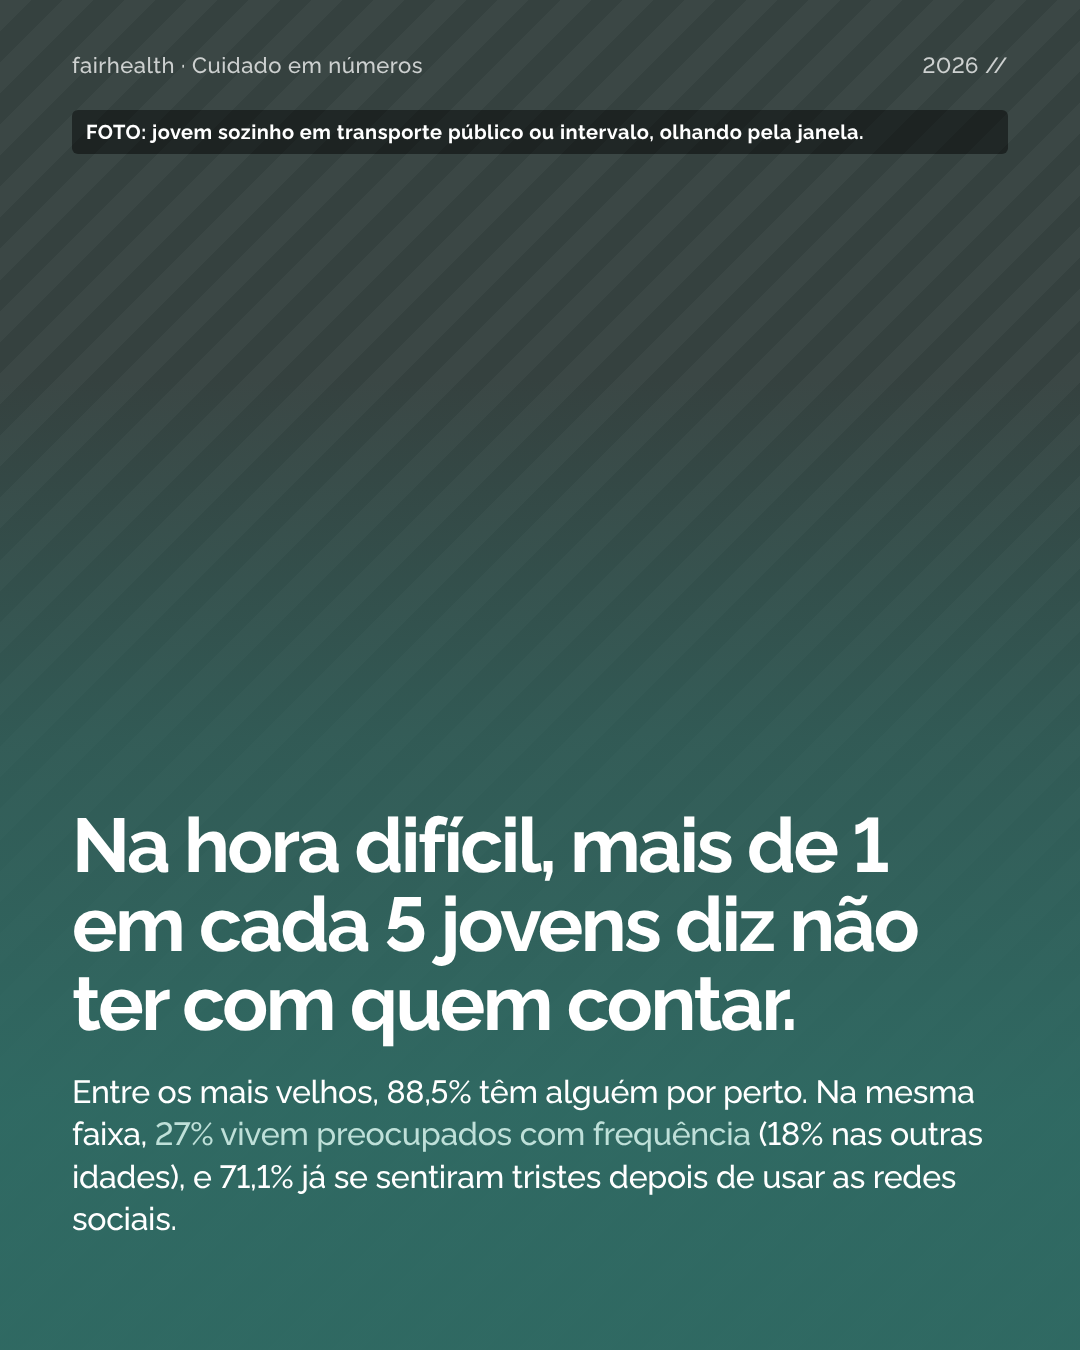 fairhealth · Cuidado em números
2026 //
FOTO: jovem sozinho em transporte público ou intervalo, olhando pela janela.
Na hora difícil, mais de 1
em cada 5 jovens diz não
ter com quem contar.
Entre os mais velhos, 88,5% têm alguém por perto. Na mesma
faixa, 27% vivem preocupados com frequência (18% nas outras
idades), e 71,1% já se sentiram tristes depois de usar as redes
sociais.